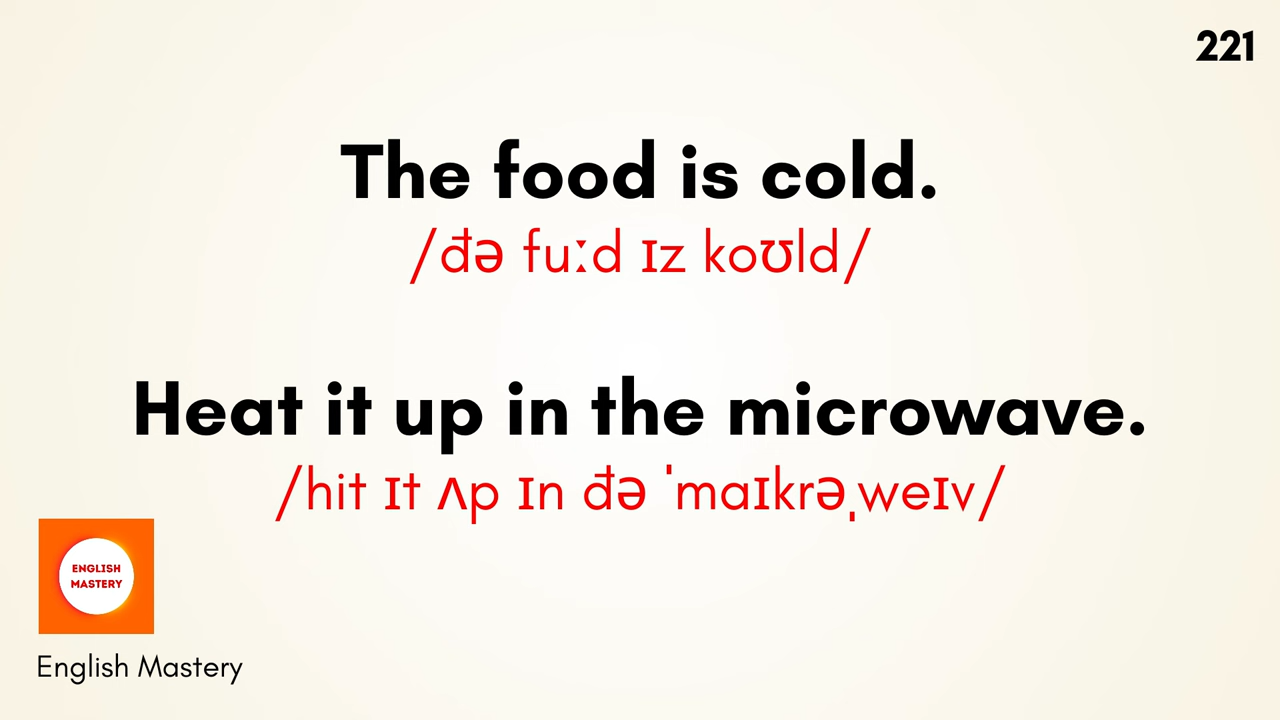 221
The food is cold.
/đə fuːd ɪz koʊld/
Heat it up in the microwave.
/hit ɪt ʌp ɪn đə ˈmaɪkrəˌweɪv/
ENGLISH
MASTERY
English Mastery